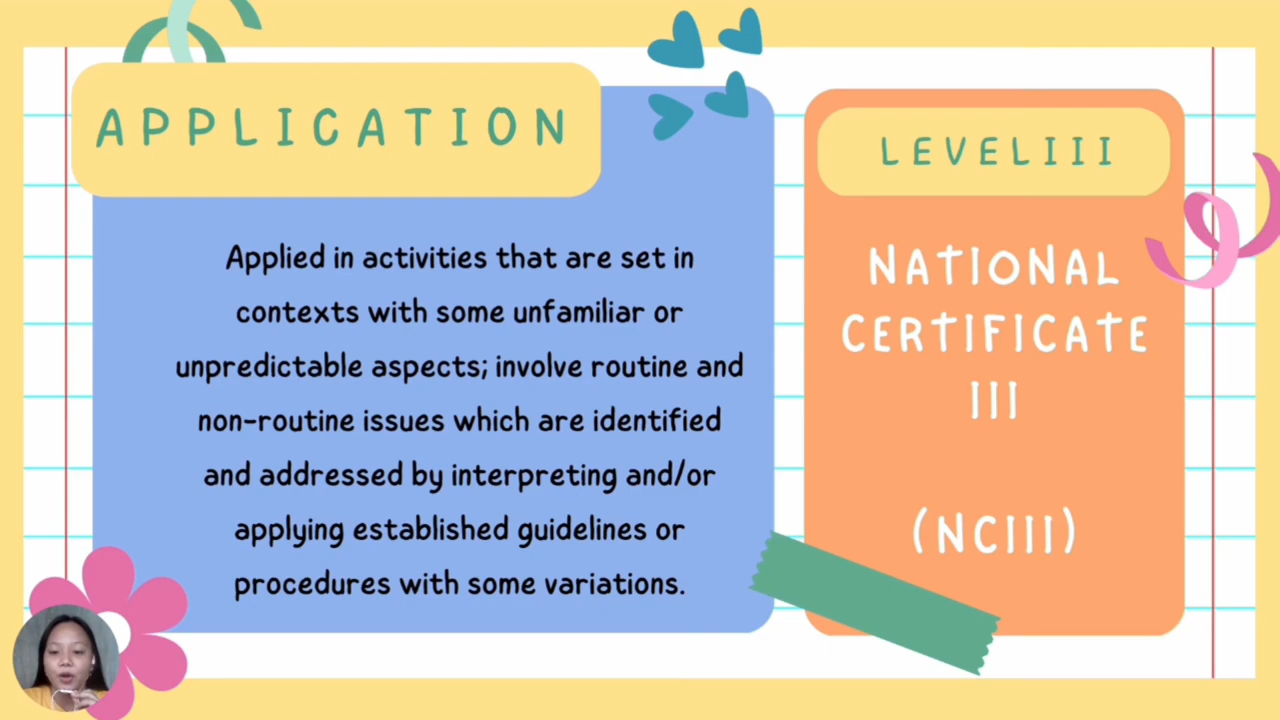 APPLICATION
Applied in activities that are set in
contexts with some unfamiliar or
unpredictable aspects; involve routine and
non-routine issues which are identified
and addressed by interpreting and/or
applying established guidelines or
procedures with some variations.
LEVELIII
NATIONAL
CERTIFICATE
III
(NCIII)